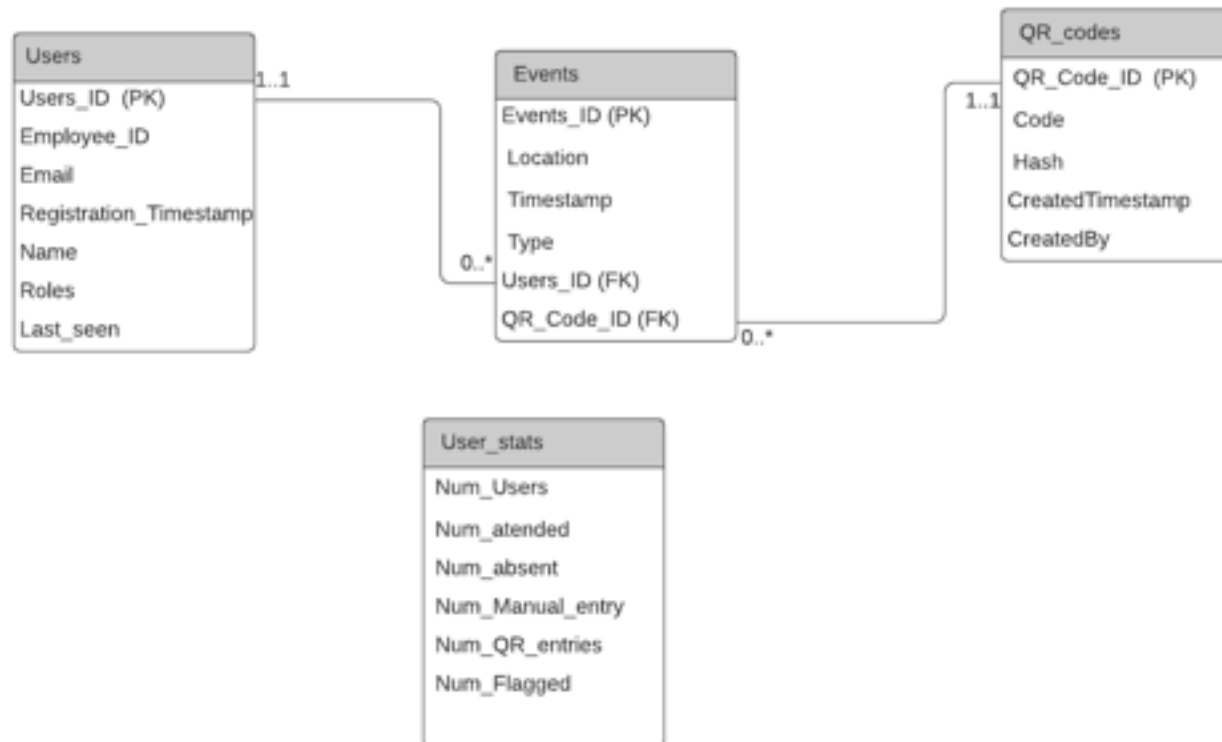 Users
Users_ID (PK)
Employee_ID
Email
Registration_Timestamp
Name
Roles
Last_seen
1..1
0..*
Events
Events_ID (PK)
Location
Timestamp
Type
Users_ID (FK)
QR_Code_ID (FK)
0..*
1..1
QR_codes
QR_Code_ID (PK)
Code
Hash
CreatedTimestamp
CreatedBy
User_stats
Num_Users
Num_atended
Num_absent
Num_Manual_entry
Num_QR_entries
Num_Flagged